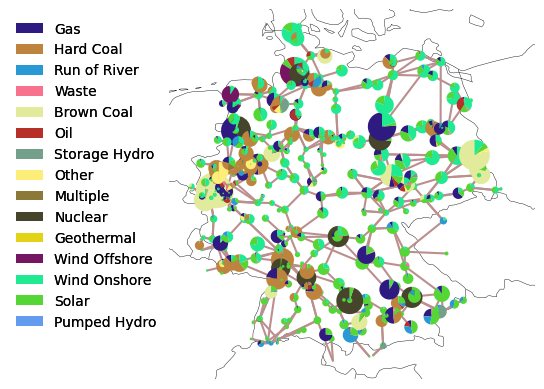 Gas
Hard Coal
Run of River
Waste
Brown Coal
Oil
Storage Hydro
Other
Multiple
Nuclear
Geothermal
Wind Offshore
Wind Onshore
Solar
Pumped Hydro